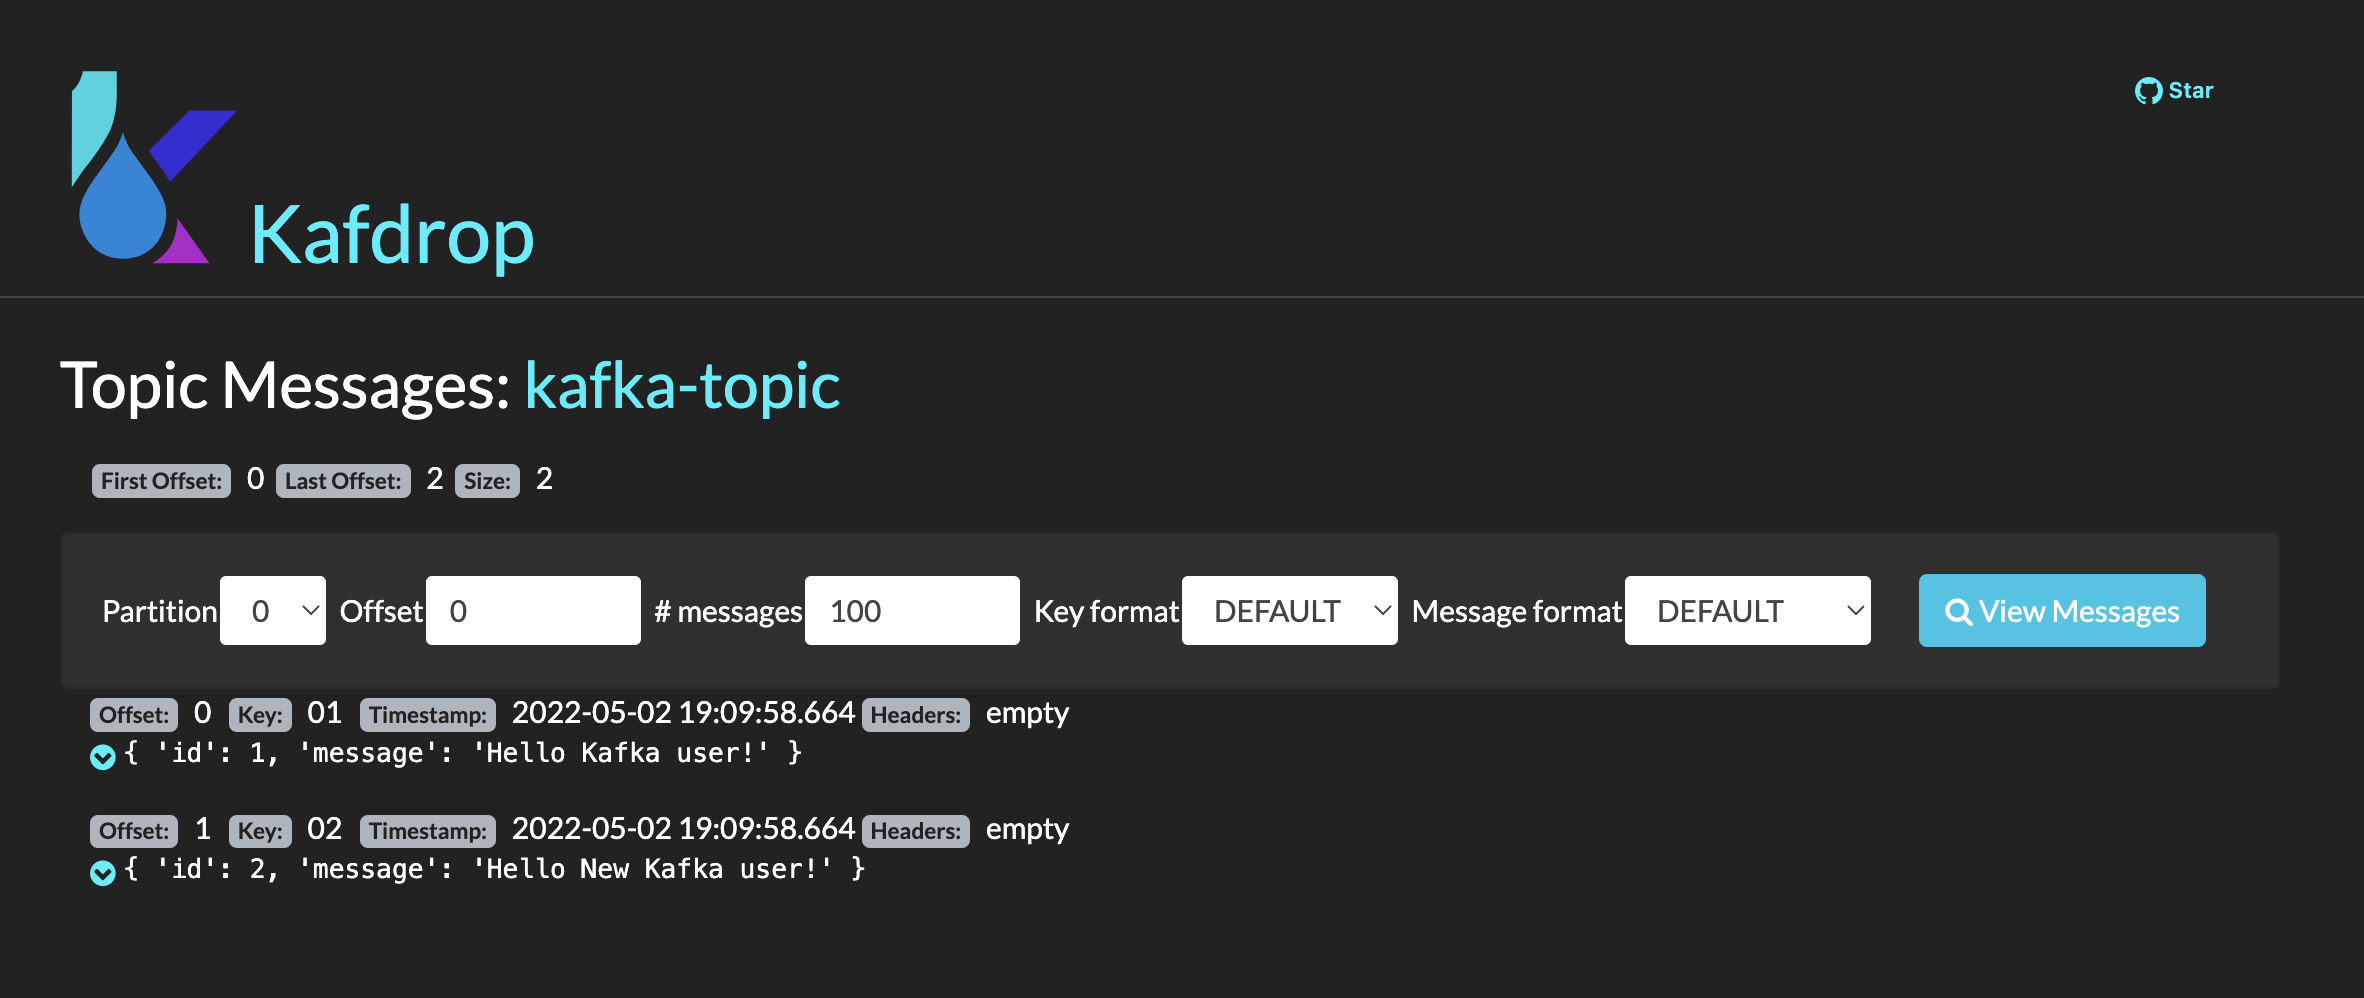 Star
Kafdrop
Topic Messages: kafka-topic
First Offset: 0 Last Offset: 2 Size: 2
Partition 0 Offset 0 # messages 100 Key format DEFAULT Message format DEFAULT View Messages
Offset: 0 Key: 01 Timestamp: 2022-05-02 19:09:58.664 Headers: empty
{ 'id': 1, 'message': 'Hello Kafka user!' }
Offset: 1 Key: 02 Timestamp: 2022-05-02 19:09:58.664 Headers: empty
{ 'id': 2, 'message': 'Hello New Kafka user!' }